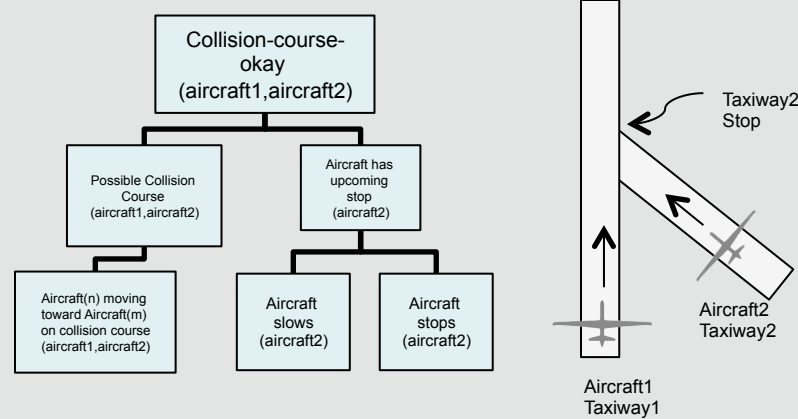 Collision-course-
okay
(aircraft1,aircraft2)
Possible Collision
Course
(aircraft1,aircraft2)
Aircraft has
upcoming
stop
(aircraft2)
Aircraft(n) moving
toward Aircraft(m)
on collision course
(aircraft1,aircraft2)
Aircraft
slows
(aircraft2)
Aircraft
stops
(aircraft2)
Taxiway2
Stop
Aircraft2
Taxiway2
Aircraft1
Taxiway1